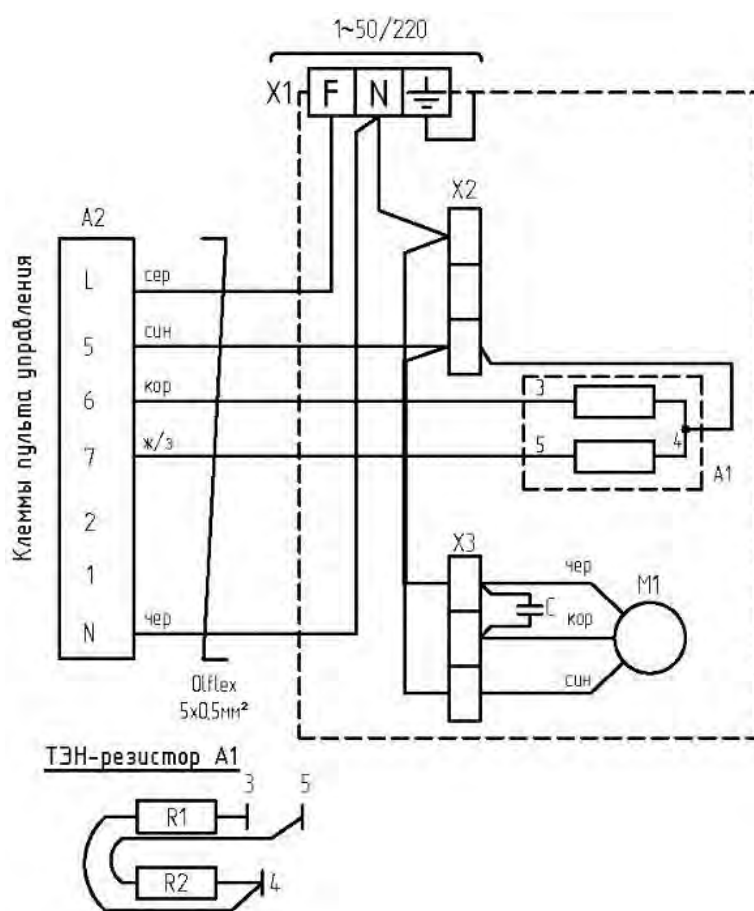 1~50/220
X1
F
N
X2
A2
Клеммы пульта управления
L
сер
5
син
6
кор
3
7
ж/з
5
4
A1
2
1
X3
чер
M1
C
кор
N
чер
син
Olflex
5x0,5мм²
ТЭН-резистор A1
3
5
R1
R2
4